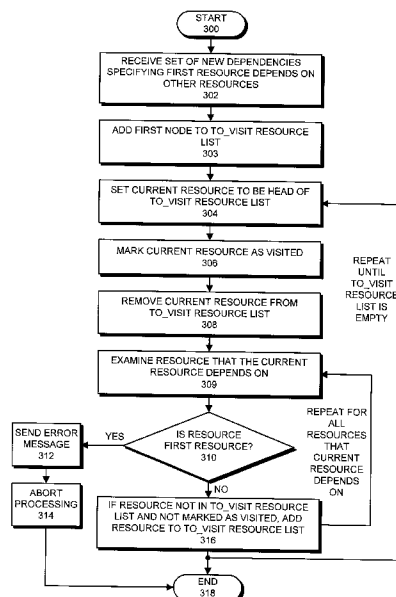 START
300
RECEIVE SET OF NEW DEPENDENCIES
SPECIFYING FIRST RESOURCE DEPENDS ON
OTHER RESOURCES
302
ADD FIRST NODE TO TO_VISIT RESOURCE
LIST
303
SET CURRENT RESOURCE TO BE HEAD OF
TO_VISIT RESOURCE LIST
304
MARK CURRENT RESOURCE AS VISITED
306
REMOVE CURRENT RESOURCE FROM
TO_VISIT RESOURCE LIST
308
REPEAT
UNTIL
TO_VISIT
RESOURCE
LIST IS
EMPTY
EXAMINE RESOURCE THAT THE CURRENT
RESOURCE DEPENDS ON
309
IS RESOURCE
FIRST RESOURCE?
310
YES
SEND ERROR
MESSAGE
312
ABORT
PROCESSING
314
NO
REPEAT FOR
ALL
RESOURCES
THAT
CURRENT
RESOURCE
DEPENDS
ON
IF RESOURCE NOT IN TO_VISIT RESOURCE
LIST AND NOT MARKED AS VISITED, ADD
RESOURCE TO TO_VISIT RESOURCE LIST
316
END
318